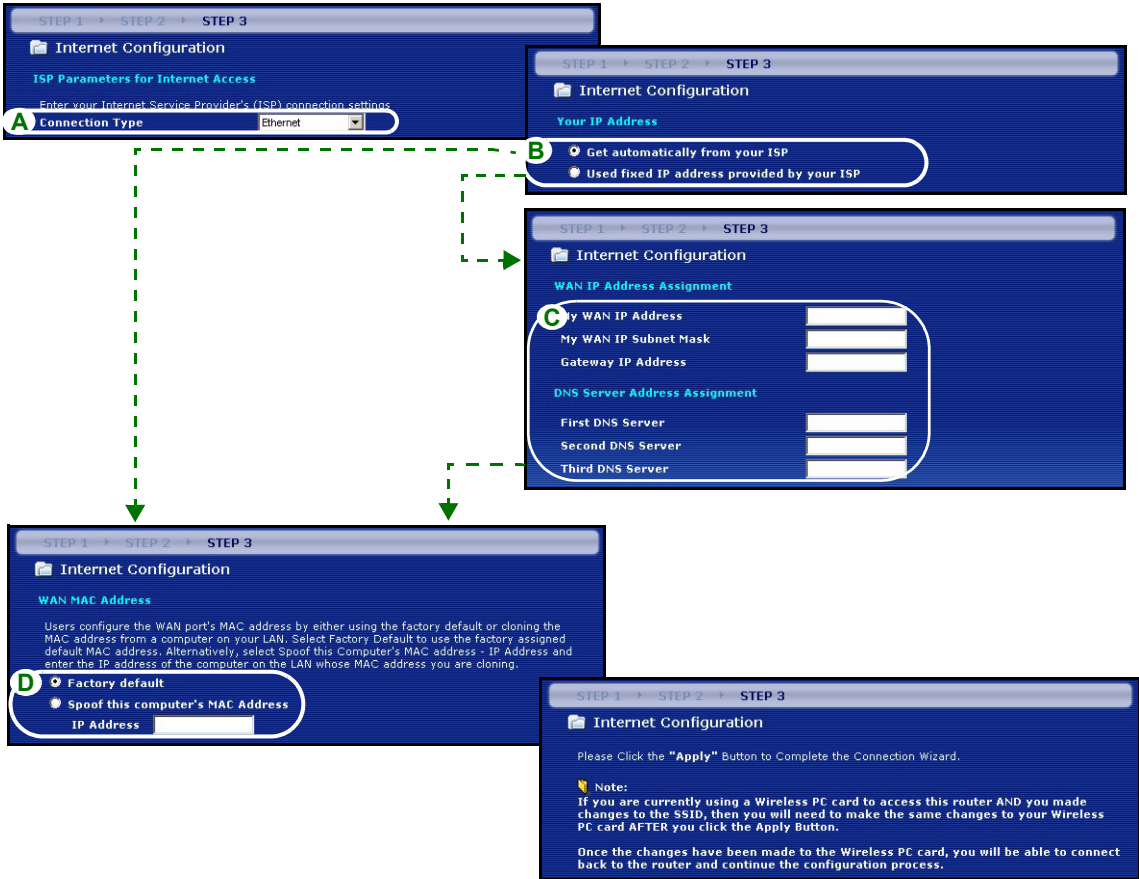 STEP 1 STEP 2 STEP 3
Internet Configuration
ISP Parameters for Internet Access
Enter your Internet Service Provider's (ISP) connection settings
A Connection Type Ethernet
STEP 1 STEP 2 STEP 3
Internet Configuration
Your IP Address
B Get automatically from your ISP
Used fixed IP address provided by your ISP
STEP 1 STEP 2 STEP 3
Internet Configuration
WAN IP Address Assignment
C My WAN IP Address
My WAN IP Subnet Mask
Gateway IP Address
DNS Server Address Assignment
First DNS Server
Second DNS Server
Third DNS Server
STEP 1 STEP 2 STEP 3
Internet Configuration
WAN MAC Address
Users configure the WAN port's MAC address by either using the factory default or cloning the
MAC address from a computer on your LAN. Select Factory Default to use the factory assigned
default MAC address. Alternatively, select Spoof this Computer's MAC address - IP Address and
enter the IP address of the computer on the LAN whose MAC address you are cloning.
D Factory default
Spoof this computer's MAC Address
IP Address
STEP 1 STEP 2 STEP 3
Internet Configuration
Please Click the "Apply" Button to Complete the Connection Wizard.
Note:
If you are currently using a Wireless PC card to access this router AND you made
changes to the SSID, then you will need to make the same changes to your Wireless
PC card AFTER you click the Apply Button.
Once the changes have been made to the Wireless PC card, you will be able to connect
back to the router and continue the configuration process.